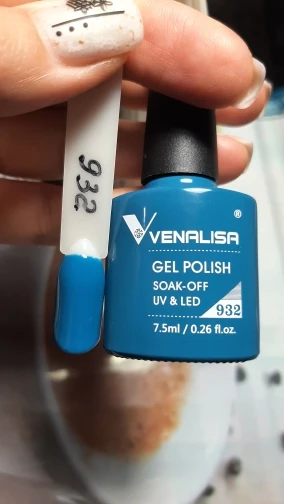 932
VENALISA ®
GEL POLISH
SOAK-OFF
UV & LED
932
7.5ml / 0.26 fl.oz.